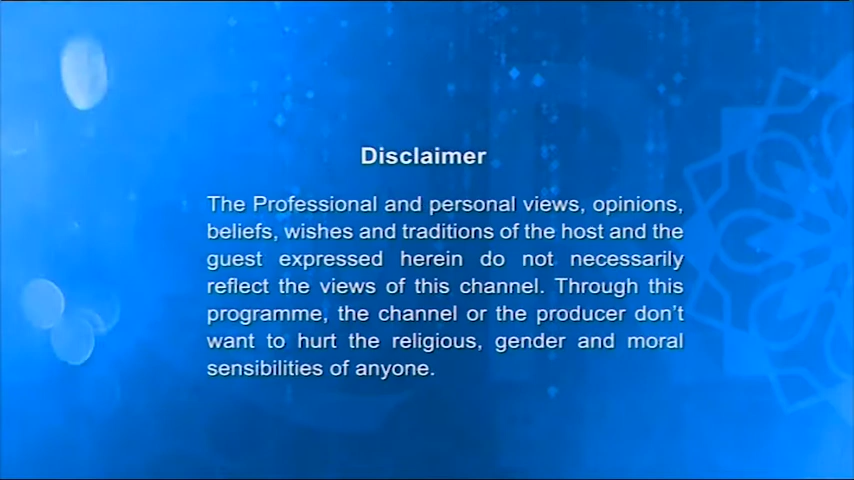 Disclaimer
The Professional and personal views, opinions,
beliefs, wishes and traditions of the host and the
guest expressed herein do not necessarily
reflect the views of this channel. Through this
programme, the channel or the producer don't
want to hurt the religious, gender and moral
sensibilities of anyone.